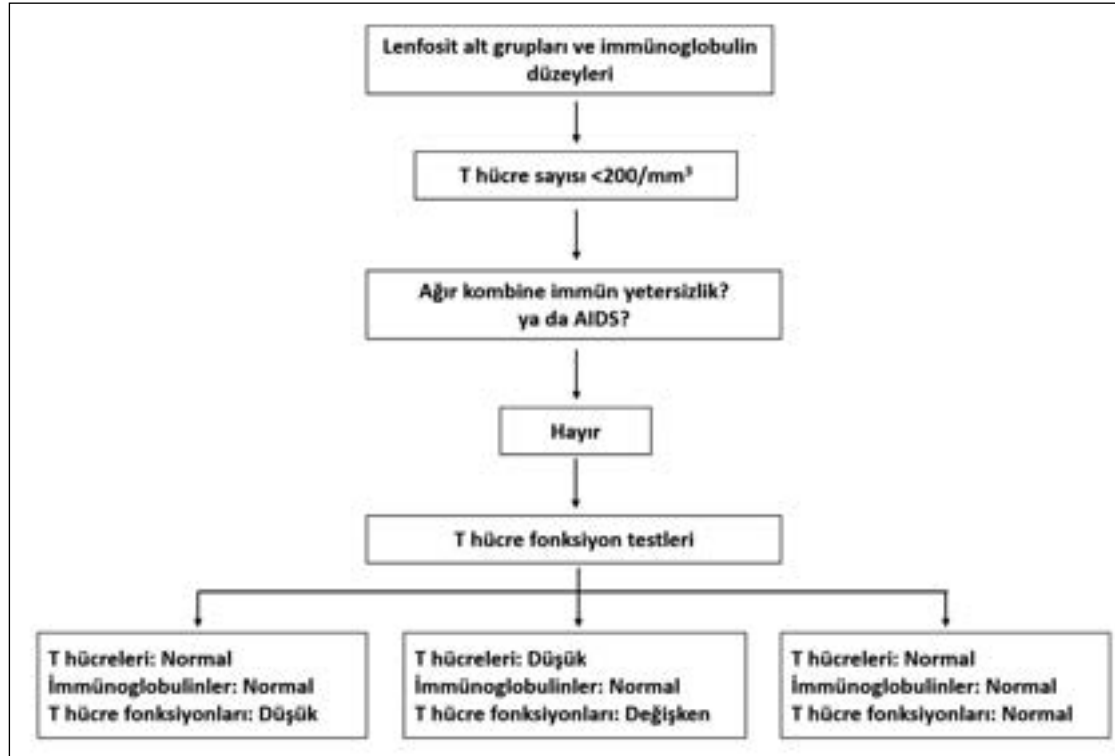 Lenfosit alt grupları ve immünoglobulin
düzeyleri
T hücre sayısı <200/mm³
Ağır kombine immün yetersizlik?
ya da AIDS?
Hayır
T hücre fonksiyon testleri
T hücreleri: Normal
İmmünoglobulinler: Normal
T hücre fonksiyonları: Düşük
T hücreleri: Düşük
İmmünoglobulinler: Normal
T hücre fonksiyonları: Değişken
T hücreleri: Normal
İmmünoglobulinler: Normal
T hücre fonksiyonları: Normal